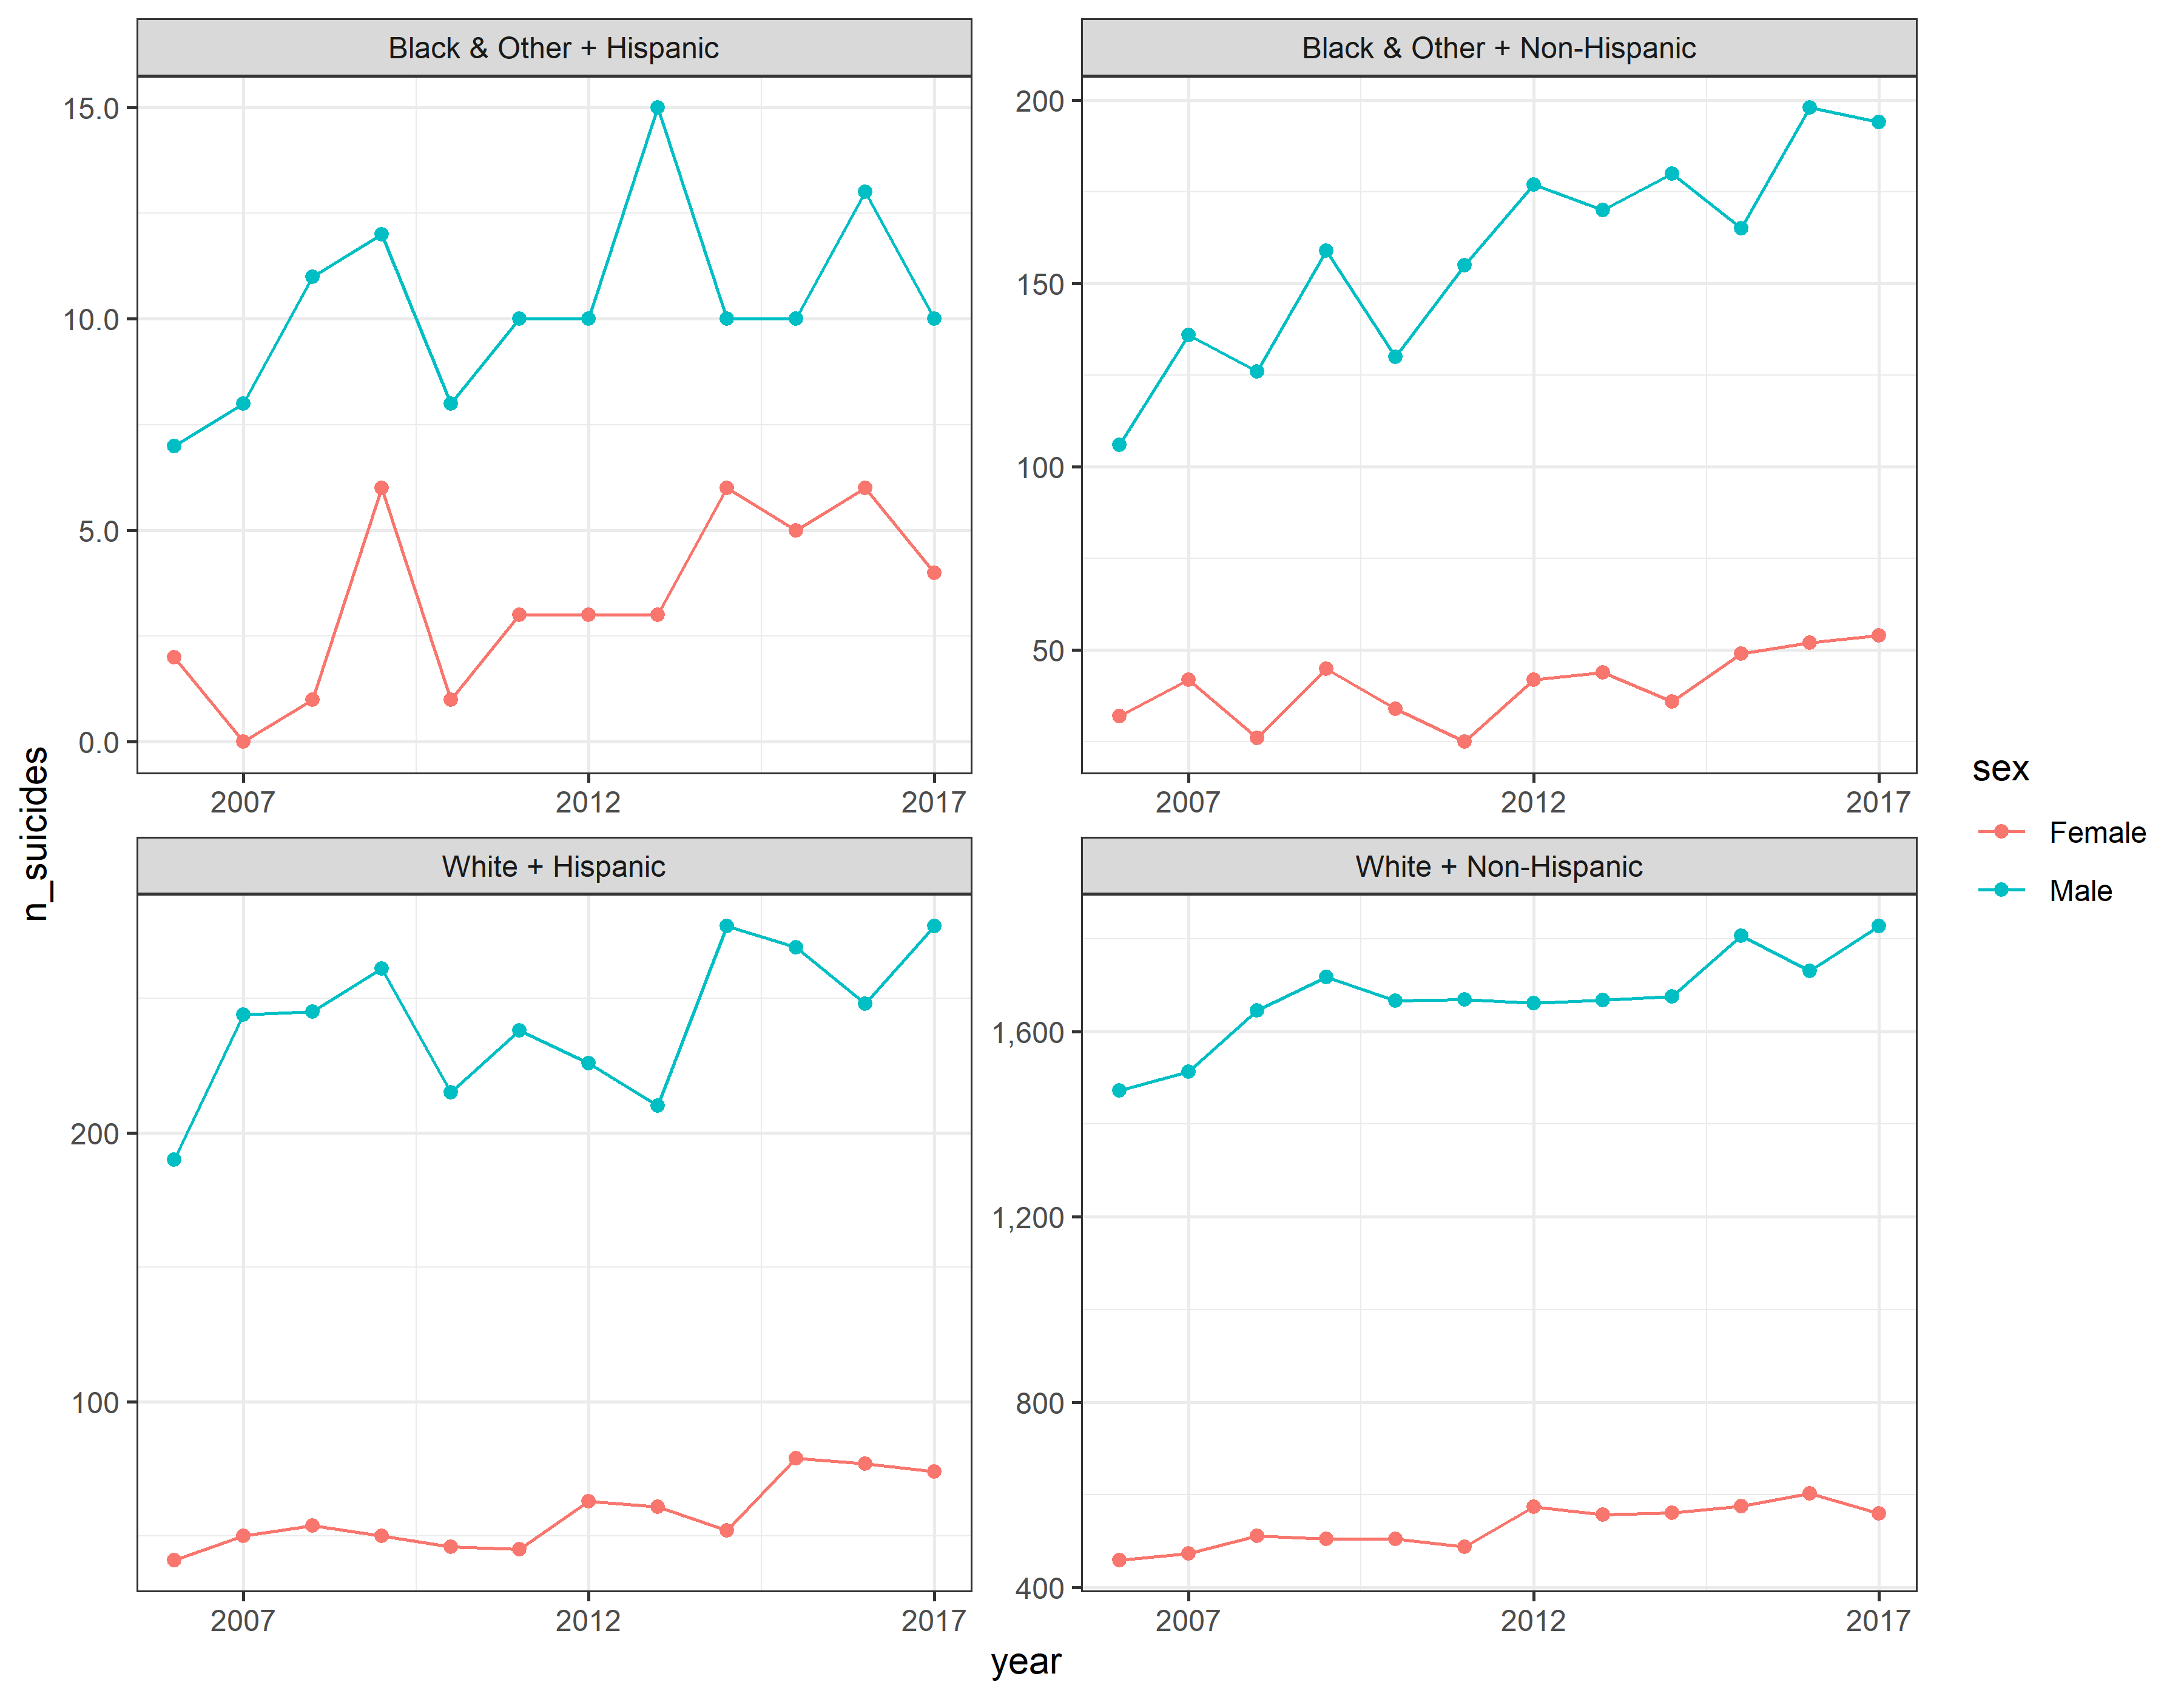 Black & Other + Hispanic
Black & Other + Non-Hispanic
15.0
10.0
5.0
0.0
200
150
100
50
2007
2012
2017
2007
2012
2017
White + Hispanic
White + Non-Hispanic
200
100
1,600
1,200
800
400
2007
2012
2017
2007
2012
2017
year
n_suicides
sex
Female
Male